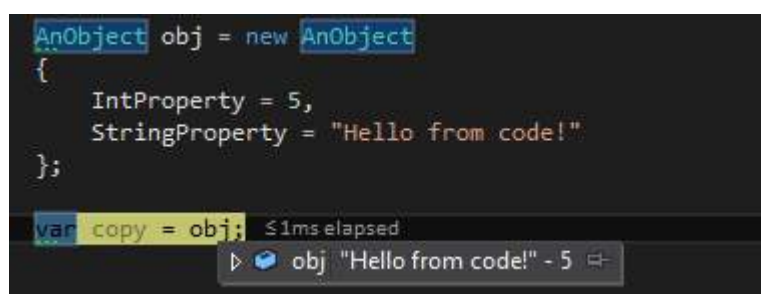 AnObject obj = new AnObject
{
    IntProperty = 5,
    StringProperty = "Hello from code!"
};
var copy = obj; ≤1ms elapsed
obj "Hello from code!" - 5